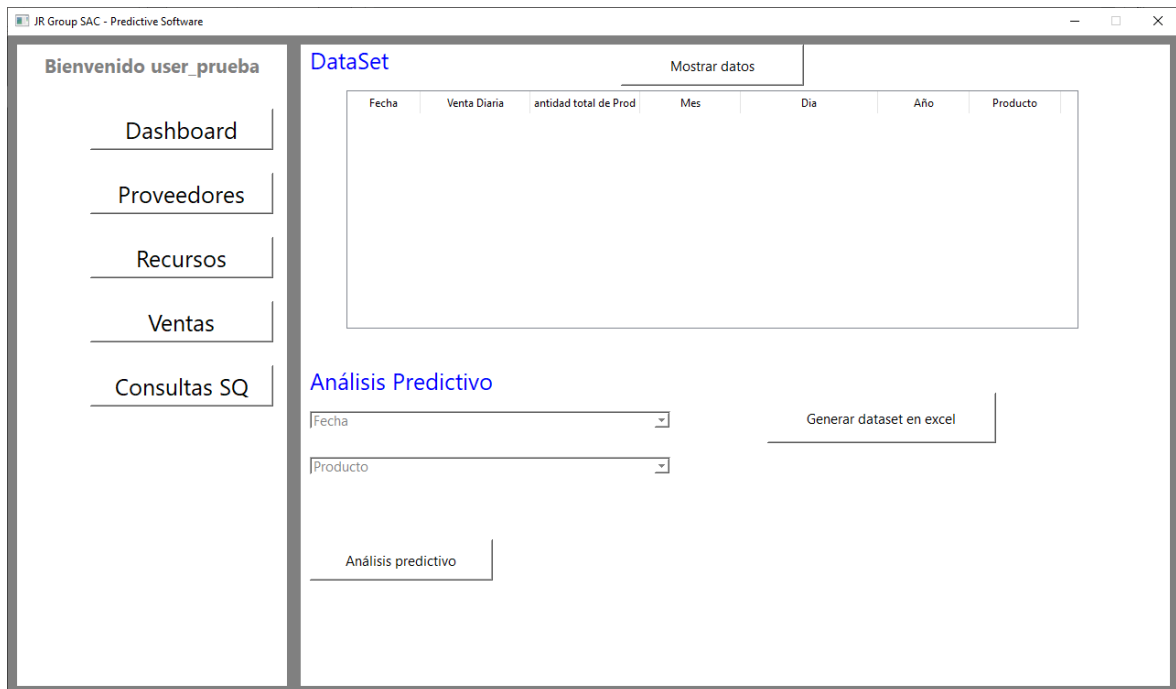 JR Group SAC - Predictive Software
Bienvenido user_prueba
Dashboard
Proveedores
Recursos
Ventas
Consultas SQ
DataSet
Mostrar datos
Fecha Venta Diaria antidad total de Prod Mes Dia Año Producto
Análisis Predictivo
Fecha
Generar dataset en excel
Producto
Análisis predictivo